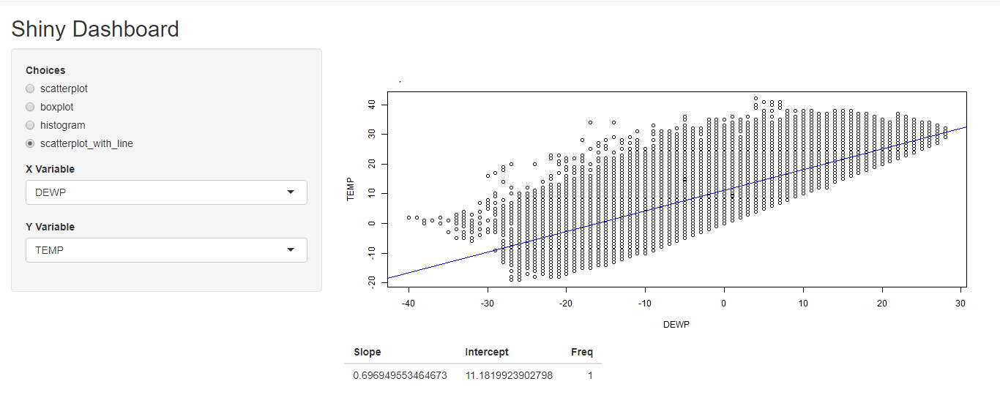 Shiny Dashboard
Choices
scatterplot
boxplot
histogram
scatterplot_with_line
X Variable
DEWP
Y Variable
TEMP
TEMP
40
30
20
10
0
-10
-20
-40 -30 -20 -10 0 10 20 30
DEWP
Slope Intercept Freq
0.696949553464673 11.1819923902798 1